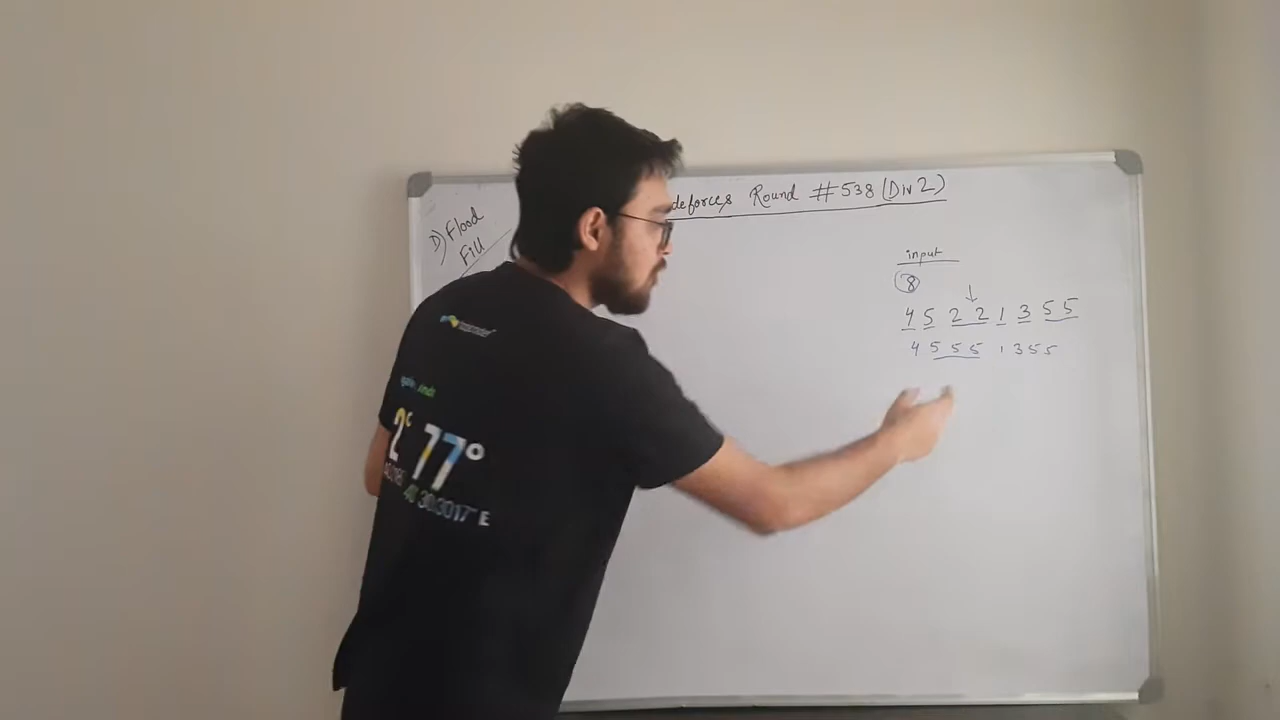 deforces Round #538 (Div 2)
D) Flood
Fill
input
8
4 5 2 2 1 3 5 5
4 5 5 5 1 3 5 5
2° 77°
E